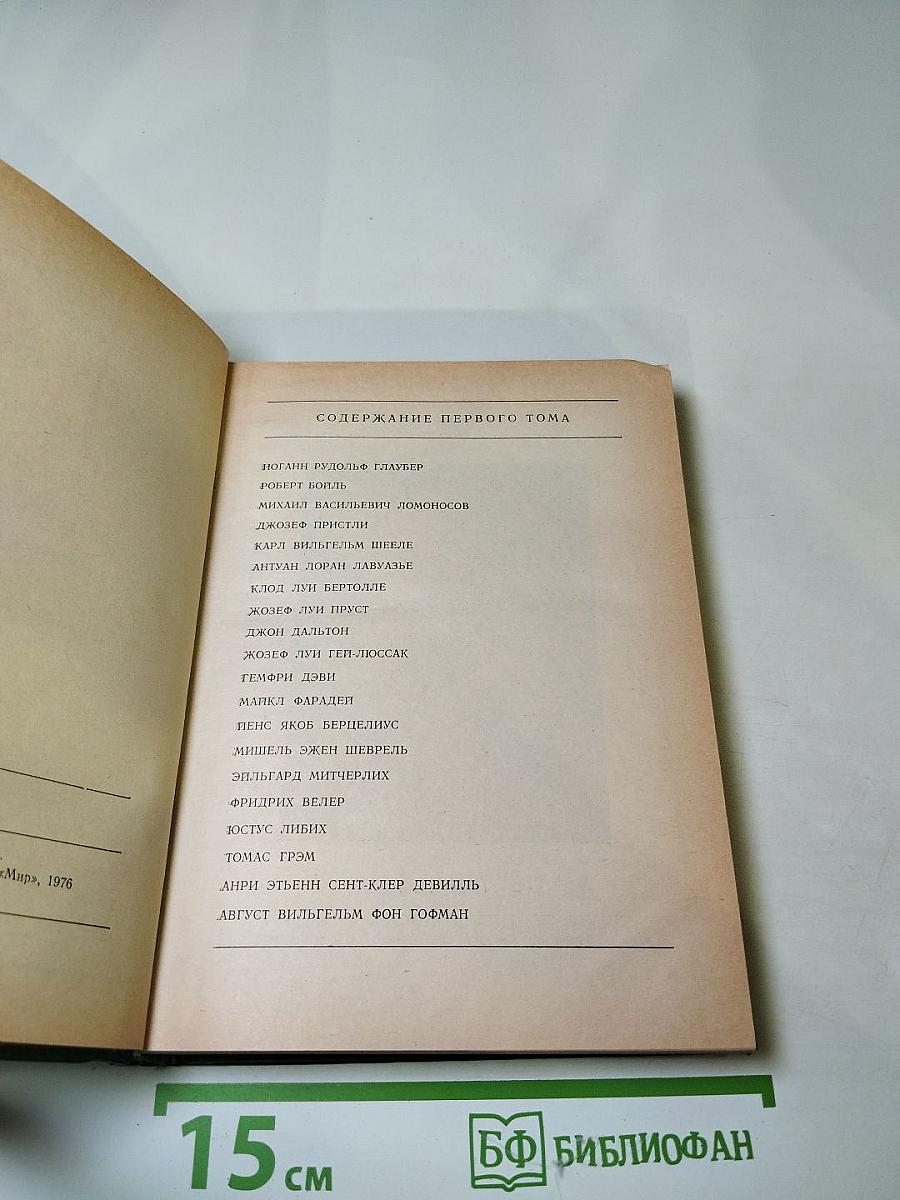 «Мир», 1976
СОДЕРЖАНИЕ ПЕРВОГО ТОМА
ИОГАНН РУДОЛЬФ ГЛАУБЕР
РОБЕРТ БОЙЛЬ
МИХАИЛ ВАСИЛЬЕВИЧ ЛОМОНОСОВ
ДЖОЗЕФ ПРИСТЛИ
КАРЛ ВИЛЬГЕЛЬМ ШЕЕЛЕ
АНТУАН ЛОРАН ЛАВУАЗЬЕ
КЛОД ЛУИ БЕРТОЛЛЕ
ЖОЗЕФ ЛУИ ПРУСТ
ДЖОН ДАЛЬТОН
ЖОЗЕФ ЛУИ ГЕЙ-ЛЮССАК
ГЕМФРИ ДЭВИ
МАЙКЛ ФАРАДЕЙ
ЙЕНС ЯКОБ БЕРЦЕЛИУС
МИШЕЛЬ ЭЖЕН ШЕВРЕЛЬ
ЭЙЛЬГАРД МИТЧЕРЛИХ
ФРИДРИХ ВЕЛЕР
ЮСТУС ЛИБИХ
ТОМАС ГРЭМ
АНРИ ЭТЬЕНН СЕНТ-КЛЕР ДЕВИЛЛЬ
АВГУСТ ВИЛЬГЕЛЬМ ФОН ГОФМАН
15 см
БФ БИБЛИОФАН